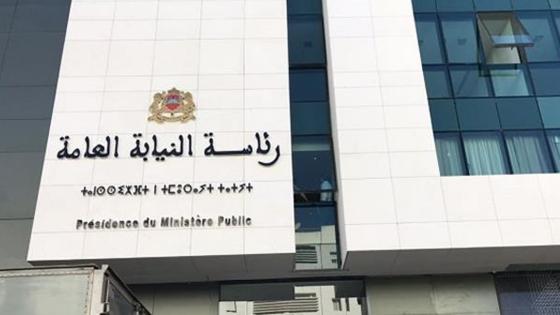 رئاسة النيابة العامة
Présidence du Ministère Public